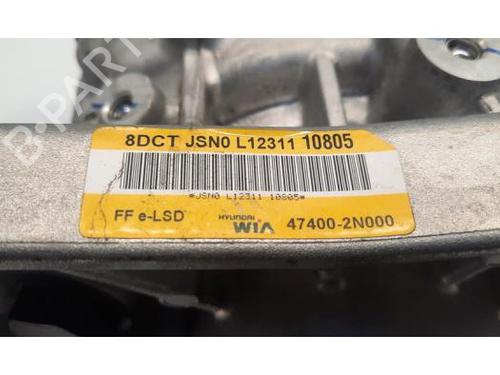 8DCT JSN0 L12311 10805
*JSN0 L12311 10805*
FF e-LSD HYUNDAI WIA 47400-2N000
B-PARTS